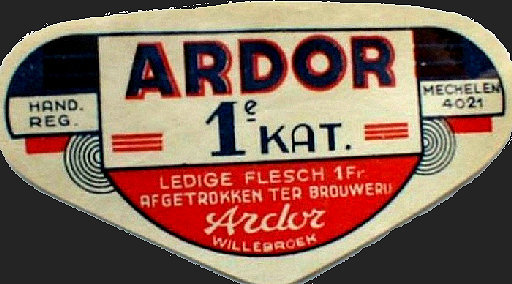 ARDOR
HAND.
REG.
MECHELEN
4021
1e KAT.
LEDIGE FLESCH 1Fr.
AFGETROKKEN TER BROUWERIJ
Ardor
WILLEBROEK